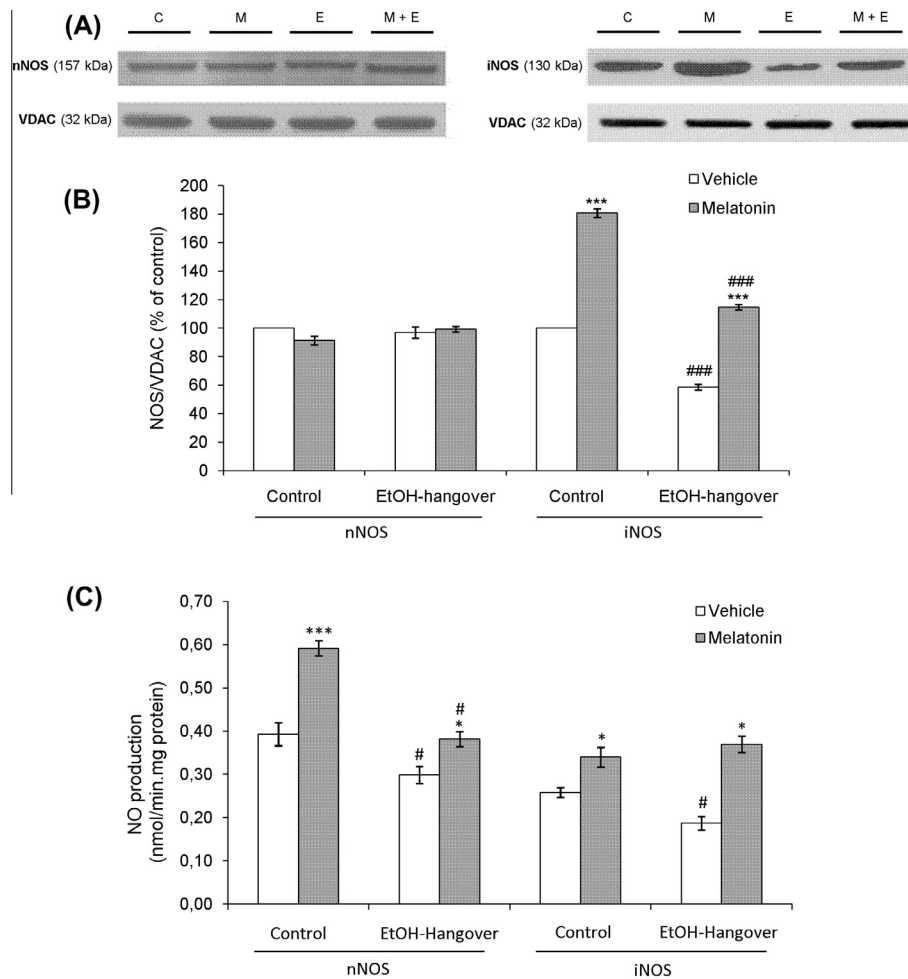 (A)
C M E M + E
nNOS (157 kDa)
VDAC (32 kDa)
C M E M + E
iNOS (130 kDa)
VDAC (32 kDa)
(B)
NOS/VDAC (% of control)
200
180
160
140
120
100
80
60
40
20
0
Vehicle
Melatonin
***
###
###
***
Control EtOH-hangover Control EtOH-hangover
nNOS iNOS
(C)
NO production
(nmol/min.mg protein)
0,70
0,60
0,50
0,40
0,30
0,20
0,10
0,00
Vehicle
Melatonin
***
#
#
*
*
#
*
Control EtOH-Hangover Control EtOH-Hangover
nNOS iNOS